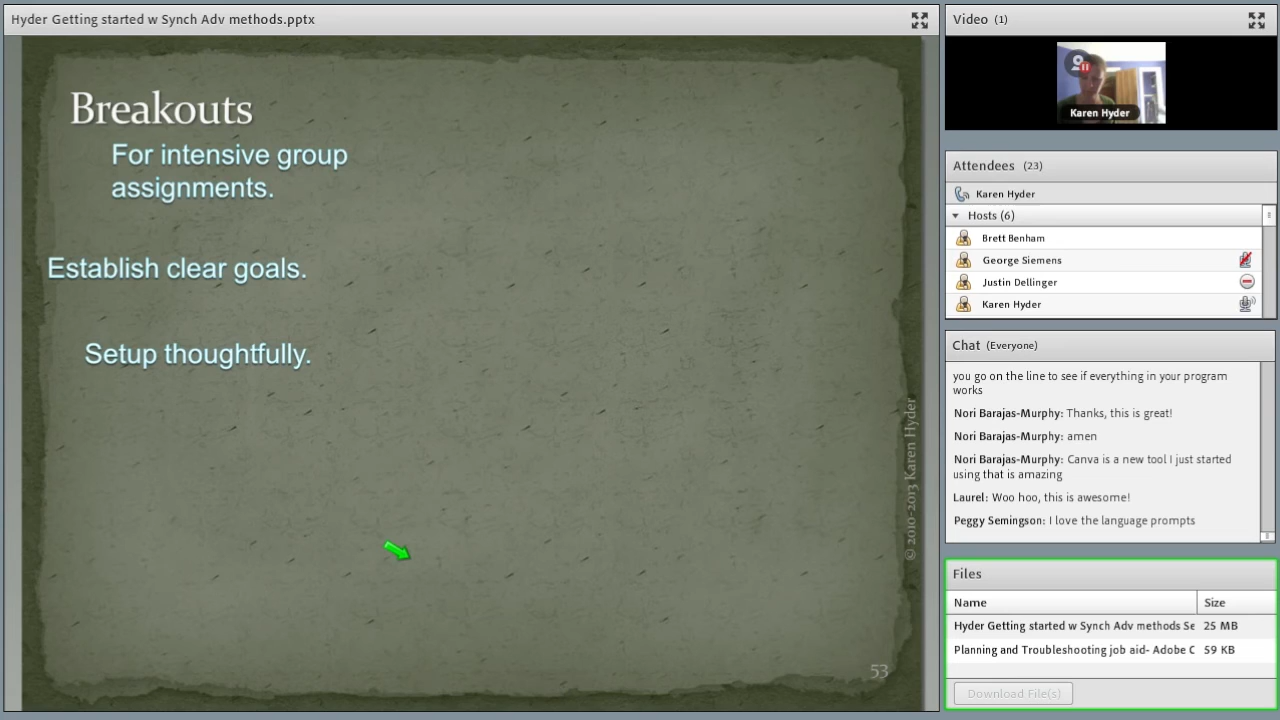 Hyder Getting started w Synch Adv methods.pptx
Breakouts
For intensive group
assignments.
Establish clear goals.
Setup thoughtfully.
© 2010-2013 Karen Hyder
53
Video (1)
Karen Hyder
Attendees (23)
Karen Hyder
Hosts (6)
Brett Benham
George Siemens
Justin Dellinger
Karen Hyder
Chat (Everyone)
you go on the line to see if everything in your program
works
Nori Barajas-Murphy: Thanks, this is great!
Nori Barajas-Murphy: amen
Nori Barajas-Murphy: Canva is a new tool I just started
using that is amazing
Laurel: Woo hoo, this is awesome!
Peggy Semingson: I love the language prompts
Files
Name Size
Hyder Getting started w Synch Adv methods Se 25 MB
Planning and Troubleshooting job aid- Adobe C 59 KB
Download File(s)